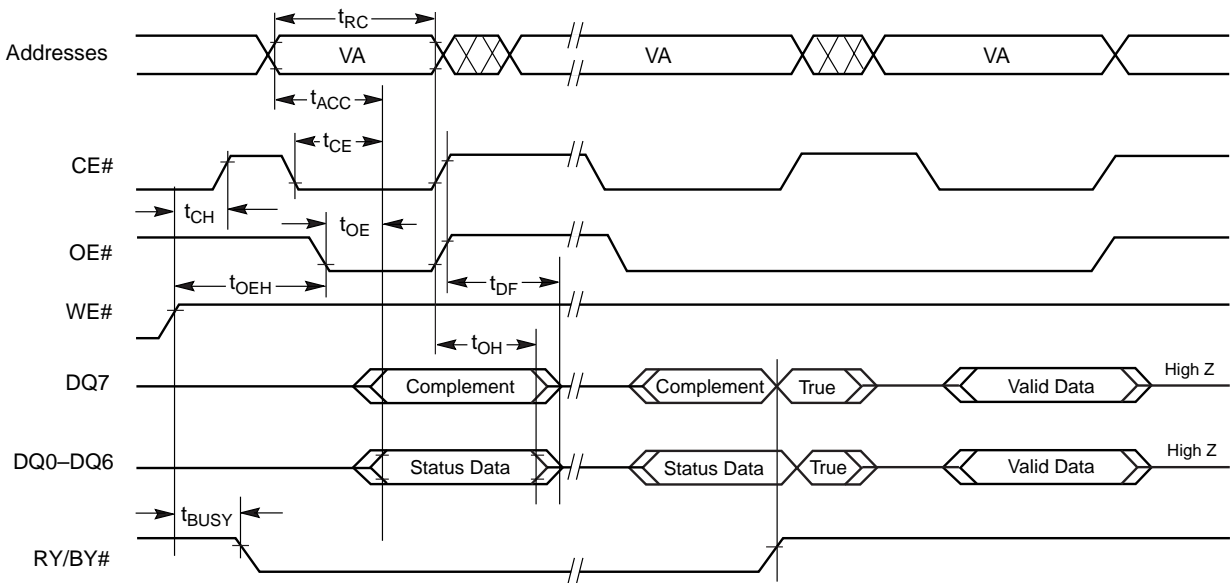 tRC
Addresses VA VA VA
tACC
tCE
CE#
tCH tOE
OE#
tOEH tDF
WE#
tOH
DQ7 Complement Complement True Valid Data High Z
DQ0–DQ6 Status Data Status Data True Valid Data High Z
tBUSY
RY/BY#